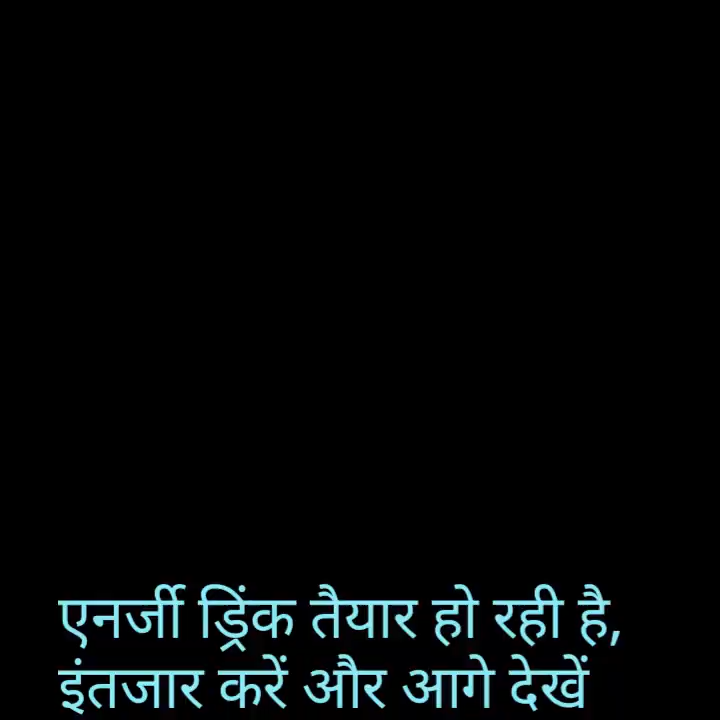 एनर्जी ड्रिंक तैयार हो रही है,
इंतजार करें और आगे देखें